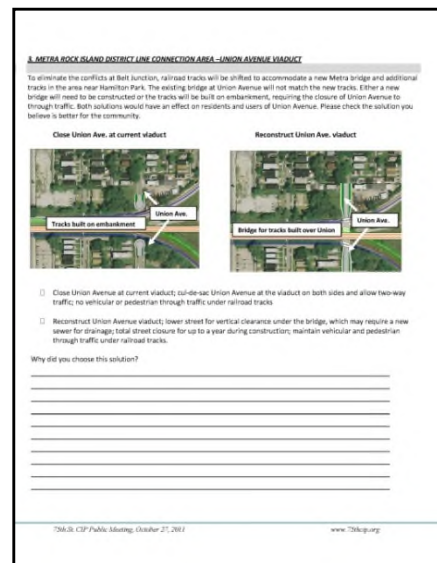 3. METRA ROCK ISLAND DISTRICT LINE CONNECTION AREA –UNION AVENUE VIADUCT
To eliminate the conflicts at Belt Junction, railroad tracks will be shifted to accommodate a new Metra bridge and additional
tracks in the area near Hamilton Park. The existing bridge at Union Avenue will not match the new tracks. Either a new
bridge will need to be constructed or the tracks will be built on embankment, requiring the closure of Union Avenue to
through traffic. Both solutions would have an effect on residents and users of Union Avenue. Please check the solution you
believe is better for the community.
Close Union Ave. at current viaduct
Reconstruct Union Ave. viaduct
Union Ave.
Tracks built on embankment
Union Ave.
Bridge for tracks built over Union
Close Union Avenue at current viaduct; cul-de-sac Union Avenue at the viaduct on both sides and allow two-way
traffic; no vehicular or pedestrian through traffic under railroad tracks
Reconstruct Union Avenue viaduct; lower street for vertical clearance under the bridge, which may require a new
sewer for drainage; total street closure for up to a year during construction; maintain vehicular and pedestrian
through traffic under railroad tracks.
Why did you choose this solution?
75th St. CIP Public Meeting, October 27, 2011
www.75thcip.org